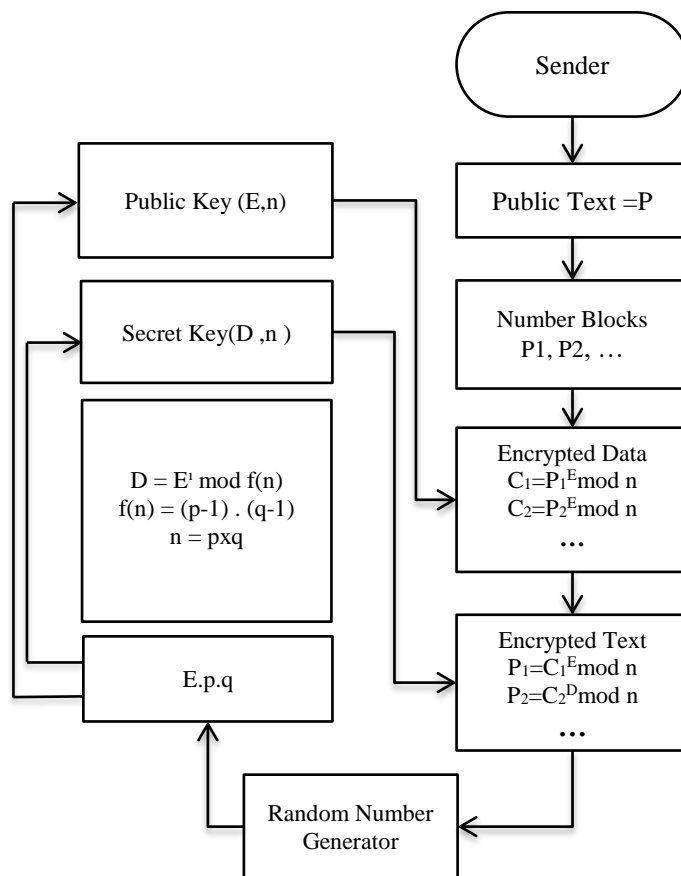 Sender
Public Text =P
Number Blocks
P1, P2, …
Encrypted Data
C₁=P₁ᴱmod n
C₂=P₂ᴱmod n
…
Encrypted Text
P₁=C₁ᴱmod n
P₂=C₂ᴰmod n
…
Random Number
Generator
E.p.q
Public Key (E,n)
Secret Key(D ,n )
D = E¹ mod f(n)
f(n) = (p-1) . (q-1)
n = pxq